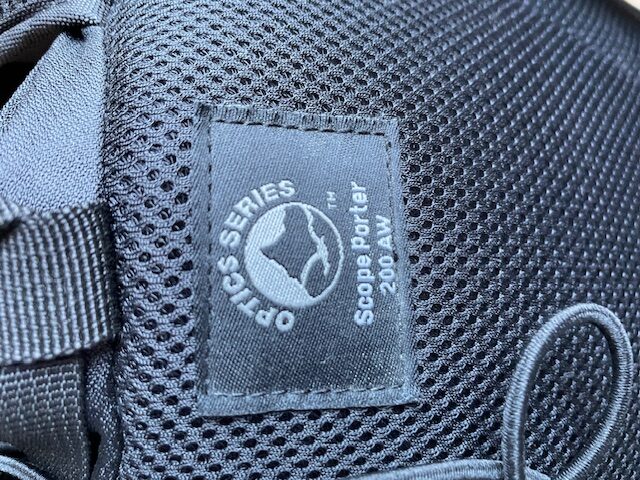 OPTICS SERIES
™
Scope Porter
200 AW